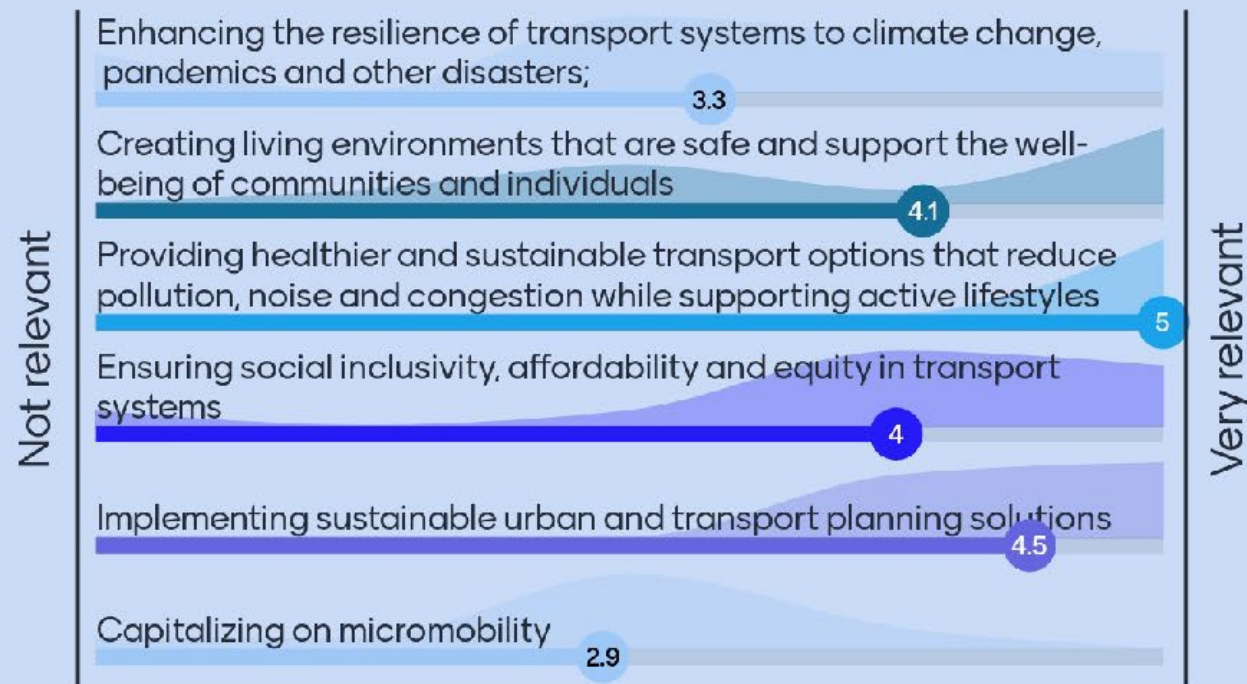 Enhancing the resilience of transport systems to climate change,
pandemics and other disasters;
3.3
Creating living environments that are safe and support the well-
being of communities and individuals
4.1
Providing healthier and sustainable transport options that reduce
pollution, noise and congestion while supporting active lifestyles
5
Ensuring social inclusivity, affordability and equity in transport
systems
4
Implementing sustainable urban and transport planning solutions
4.5
Capitalizing on micromobility
2.9
Not relevant
Very relevant